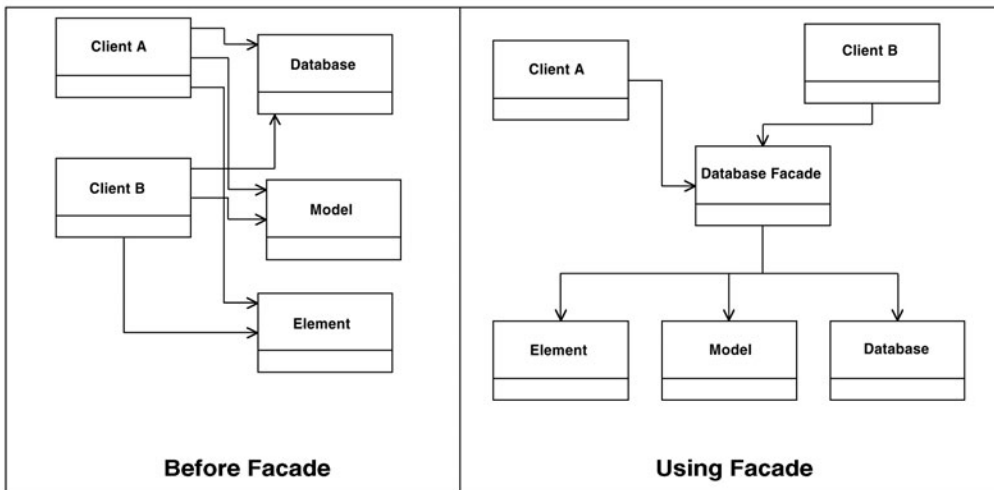 Client A
Database
Client B
Model
Element
Before Facade
Client B
Client A
Database Facade
Element
Model
Database
Using Facade